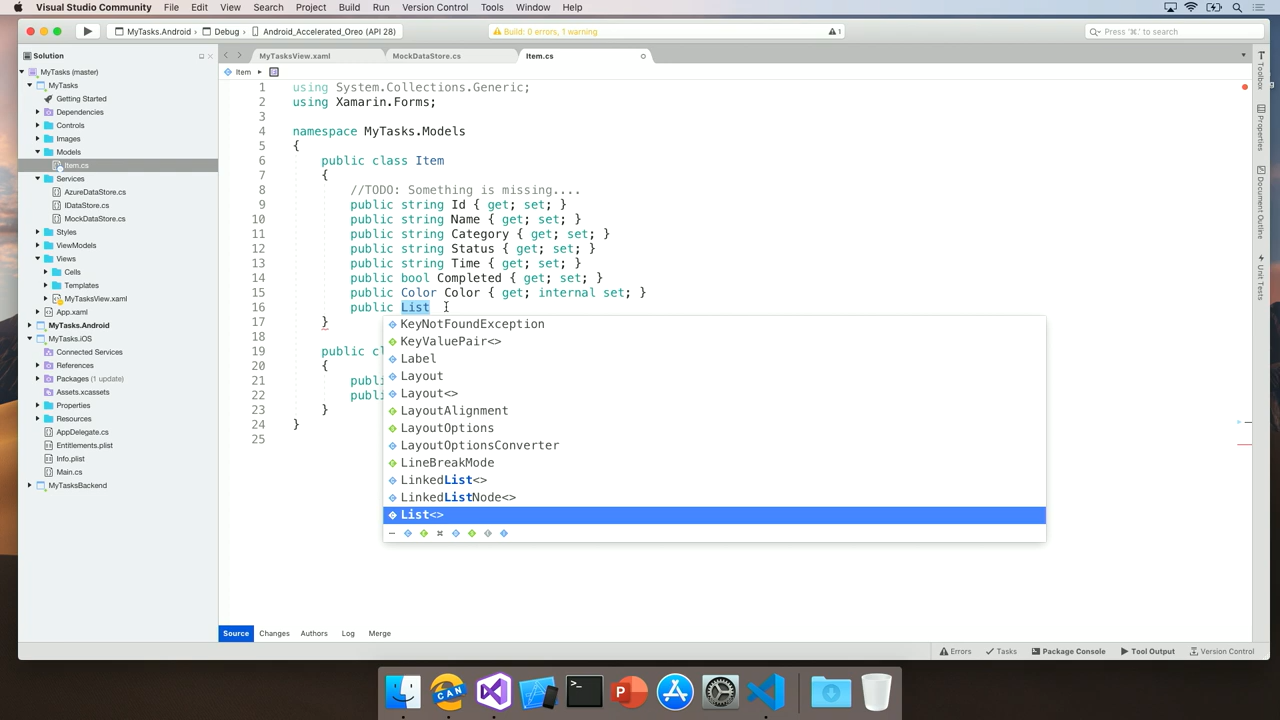 Visual Studio Community File Edit View Search Project Build Run Version Control Tools Window Help
MyTasks.Android > Debug > Android_Accelerated_Oreo (API 28)
Build: 0 errors, 1 warning
1
Press '⌘.' to search
Solution
MyTasks (master)
MyTasks
Getting Started
Dependencies
Controls
Images
Models
Item.cs
Services
AzureDataStore.cs
IDataStore.cs
MockDataStore.cs
Styles
ViewModels
Views
Cells
Templates
MyTasksView.xaml
App.xaml
MyTasks.Android
MyTasks.iOS
Connected Services
References
Packages (1 update)
Assets.xcassets
Properties
Resources
AppDelegate.cs
Entitlements.plist
Info.plist
Main.cs
MyTasksBackend
MyTasksView.xaml MockDataStore.cs Item.cs
Item
1 using System.Collections.Generic;
2 using Xamarin.Forms;
3
4 namespace MyTasks.Models
5 {
6 public class Item
7 {
8 //TODO: Something is missing....
9 public string Id { get; set; }
10 public string Name { get; set; }
11 public string Category { get; set; }
12 public string Status { get; set; }
13 public string Time { get; set; }
14 public bool Completed { get; set; }
15 public Color Color { get; internal set; }
16 public List
17 }
18
19 public cl
20 {
21 publi
22 publi
23 }
24 }
25
KeyNotFoundException
KeyValuePair<>
Label
Layout
Layout<>
LayoutAlignment
LayoutOptions
LayoutOptionsConverter
LineBreakMode
LinkedList<>
LinkedListNode<>
List<>
Toolbox
Properties
Document Outline
Unit Tests
Source Changes Authors Log Merge
Errors Tasks Package Console Tool Output Version Control
CAN
>_
P